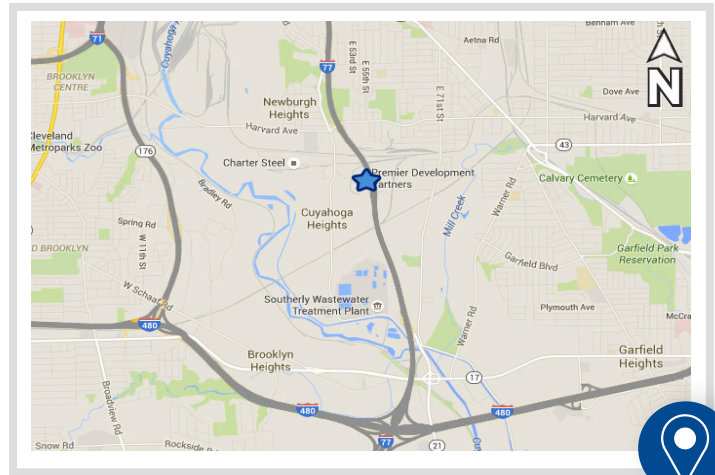 Benham Ave
71
Cuyahoga R
E 53rd St
E 55th St
Aetna Rd
77
BROOKLYN
CENTRE
E 71st St
Dove Ave
N
Newburgh
Heights
Harvard Ave
Harvard Ave
Cleveland
Metroparks Zoo
176
43
Charter Steel
Premier Development
Partners
Calvary Cemetery
Bradley Rd
Warner Rd
Mill Creek
Cuyahoga
Heights
Spring Rd
W 11th St
D BROOKLYN
Garfield Park
Reservation
Garfield Blvd
W Schaaf Rd
Southerly Wastewater
Treatment Plant
Plymouth Ave
McCra
480
Warner Rd
Brooklyn
Heights
Garfield
Heights
17
Broadview Rd
480
480
Snow Rd
Rockside Rd
77
21
Cu